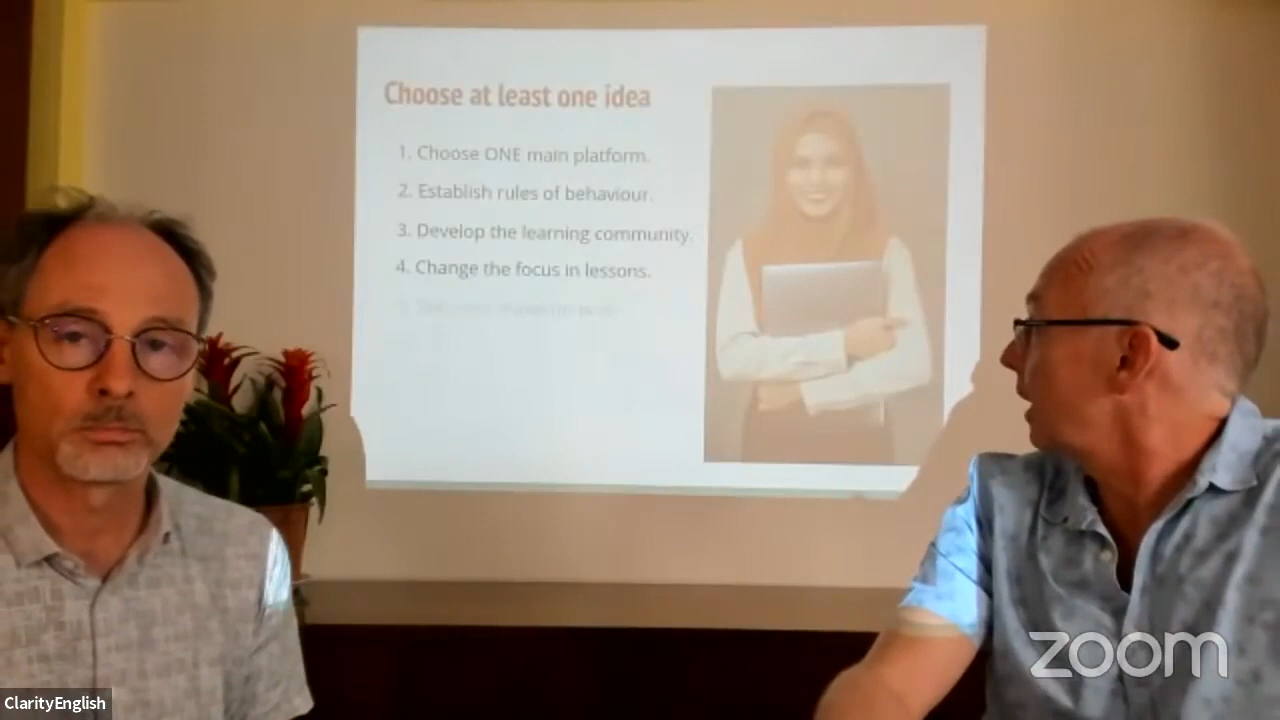 Choose at least one idea
1. Choose ONE main platform.
2. Establish rules of behaviour.
3. Develop the learning community.
4. Change the focus in lessons.
ClarityEnglish
zoom